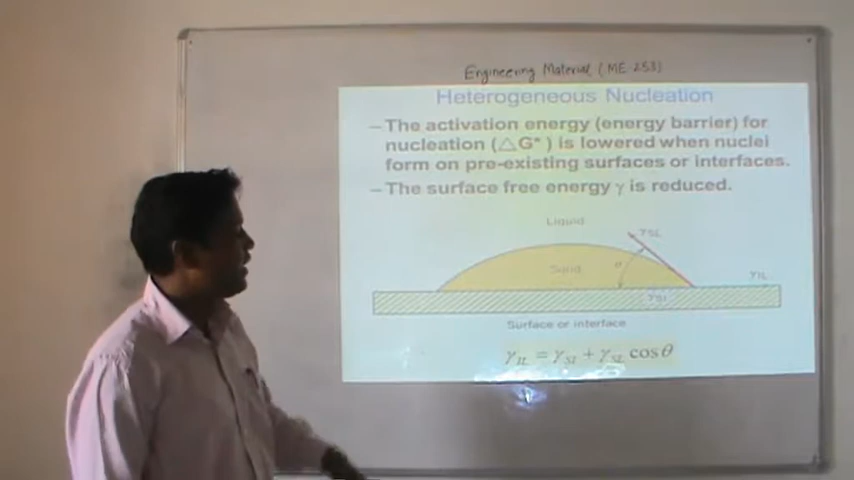 Engineering Material (ME-253)
Heterogeneous Nucleation
– The activation energy (energy barrier) for
nucleation (△G*) is lowered when nuclei
form on pre-existing surfaces or interfaces.
– The surface free energy γ is reduced.
Liquid
γSL
θ
Solid
γIL
γSI
Surface or interface
γIL = γSI + γSL cosθ